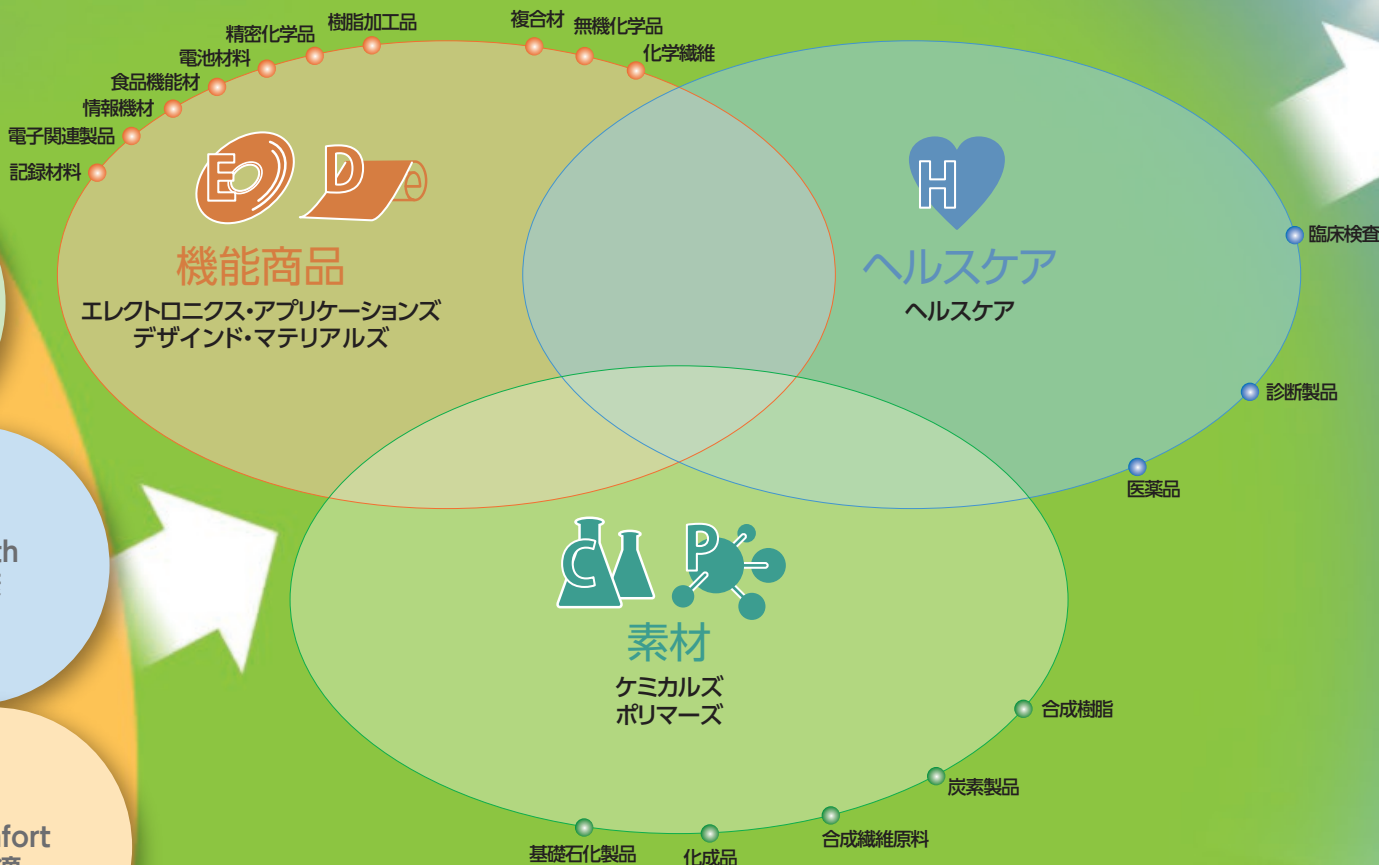 樹脂加工品
複合材
無機化学品
精密化学品
化学繊維
電池材料
食品機能材
情報機材
電子関連製品
記録材料
E
D
機能商品
エレクトロニクス・アプリケーションズ
デザインド・マテリアルズ
H
ヘルスケア
ヘルスケア
臨床検査
診断製品
医薬品
C
P
素材
ケミカルズ
ポリマーズ
合成樹脂
炭素製品
合成繊維原料
化成品
基礎石化製品
th
fort
適